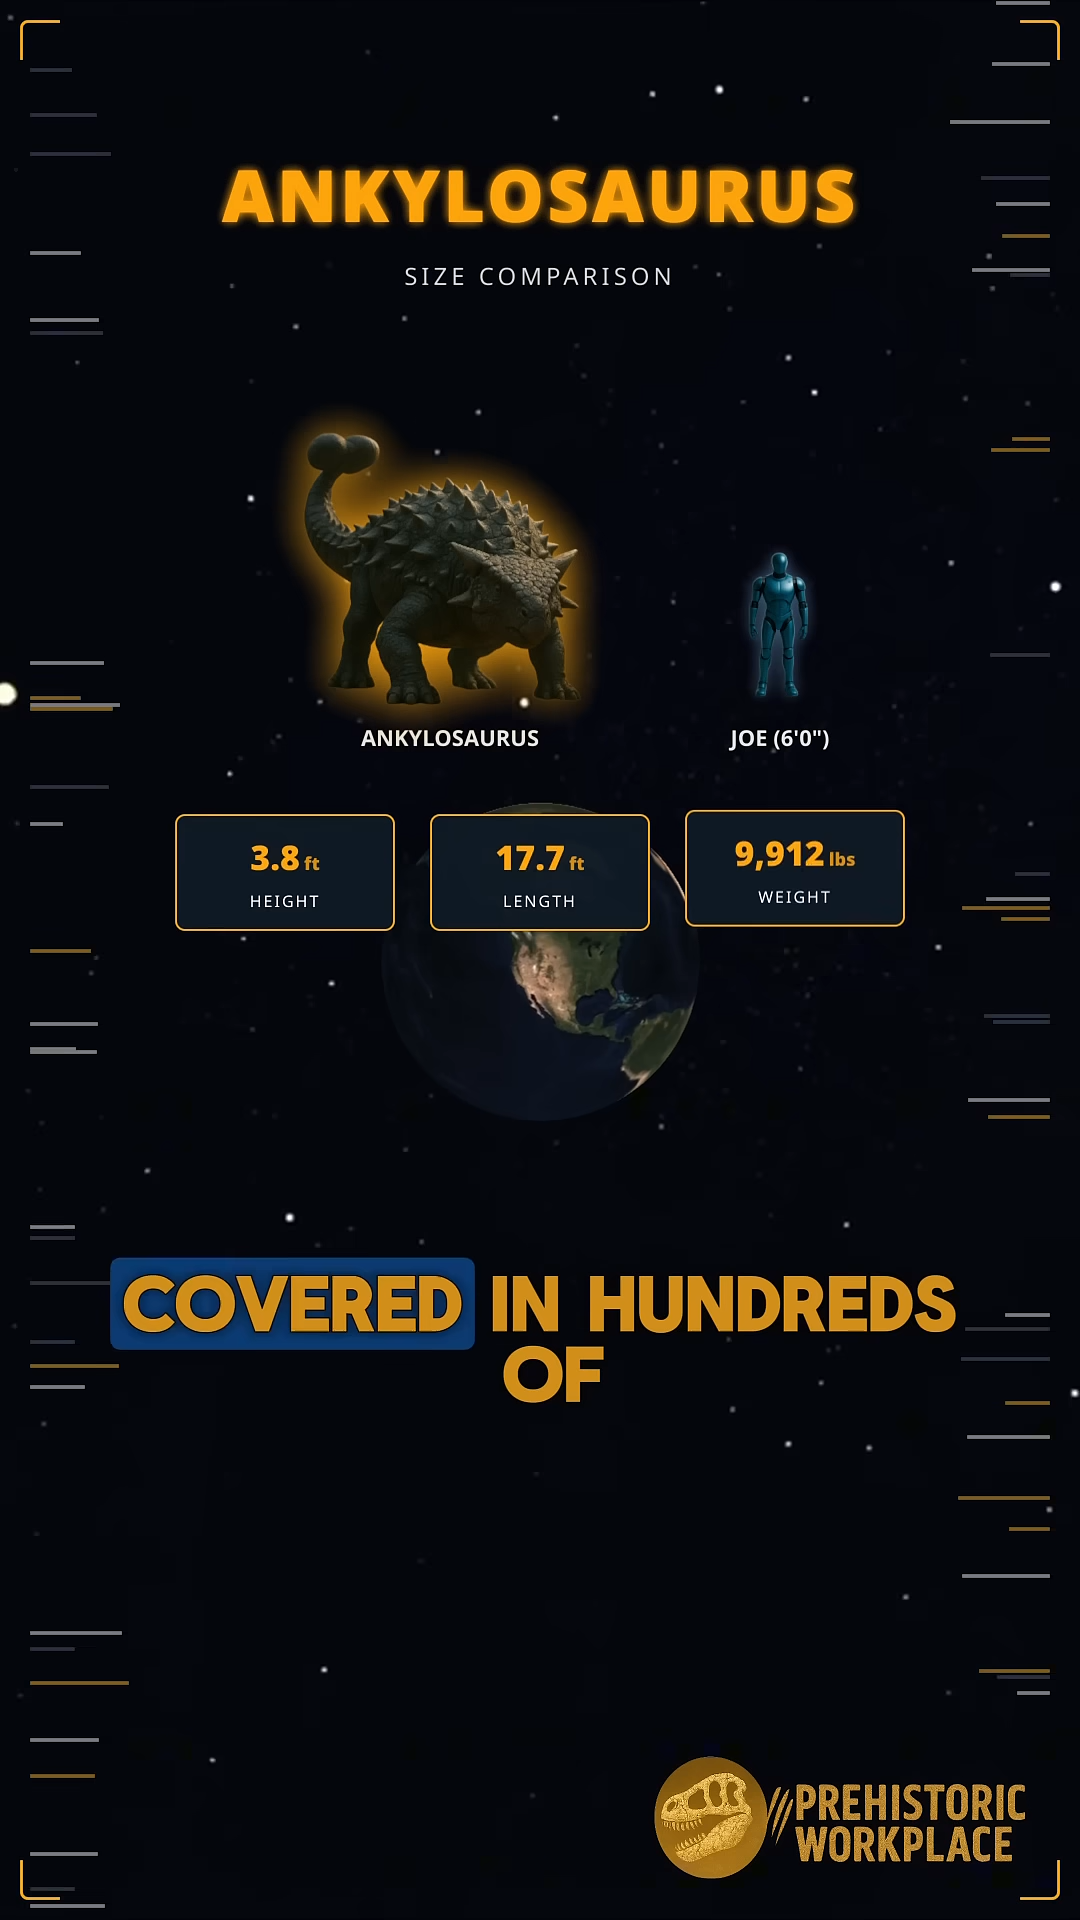 ANKYLOSAURUS
SIZE COMPARISON
ANKYLOSAURUS
JOE (6'0")
3.8 ft
HEIGHT
17.7 ft
LENGTH
9,912 lbs
WEIGHT
COVERED IN HUNDREDS
OF
PREHISTORIC
WORKPLACE